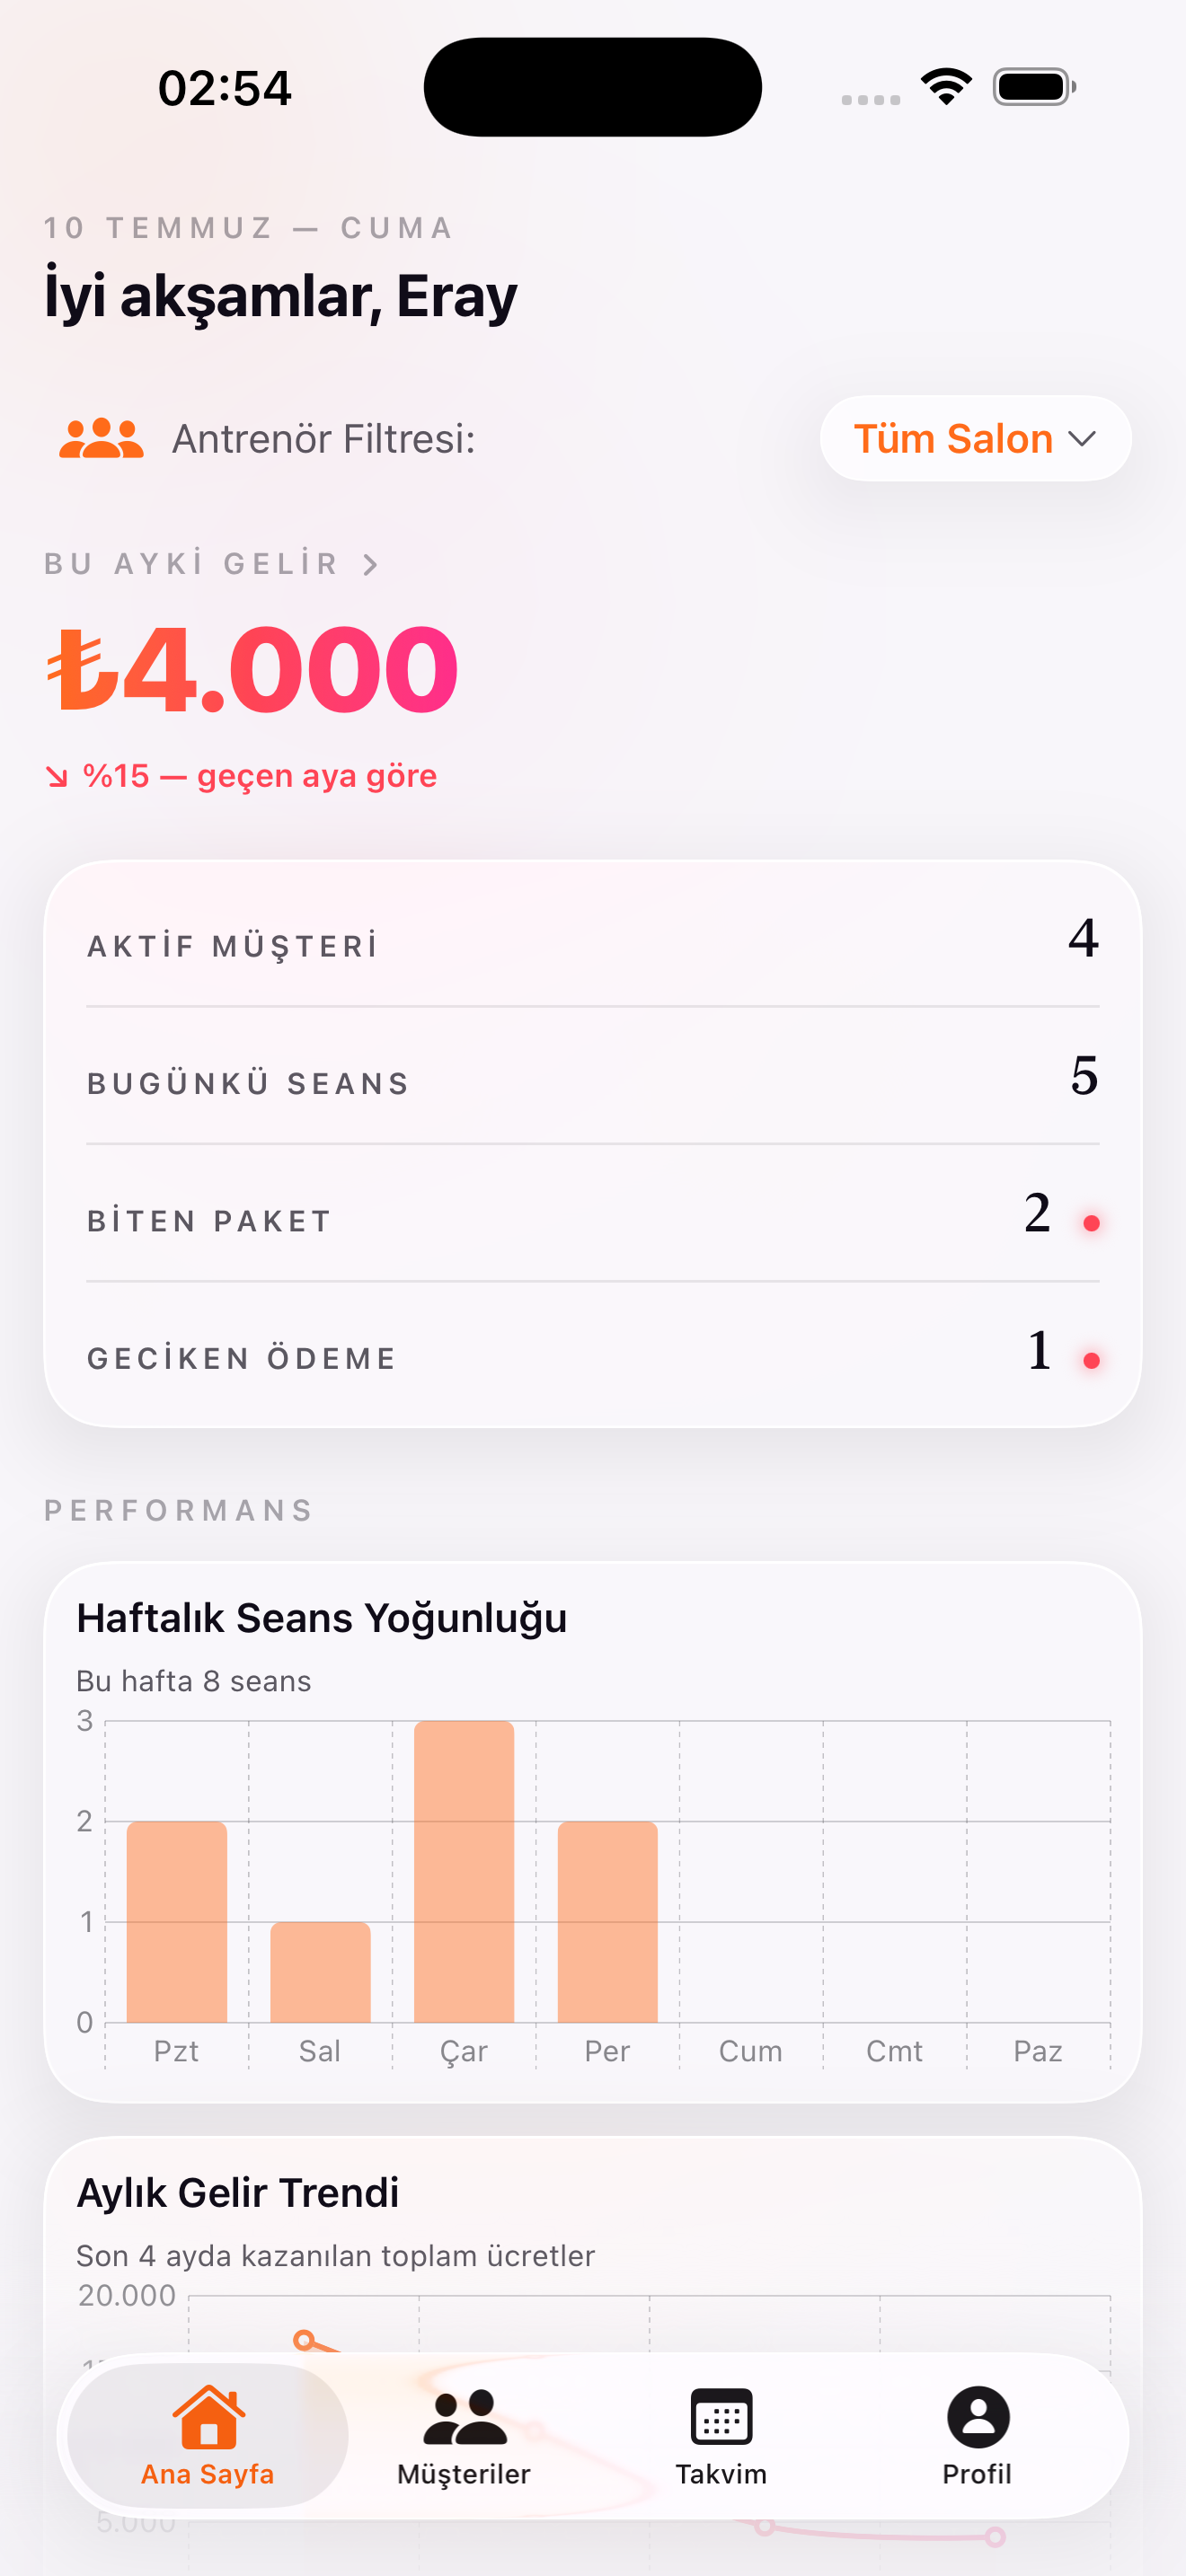 02:54
10 TEMMUZ — CUMA
İyi akşamlar, Eray
Antrenör Filtresi:
Tüm Salon
BU AYKİ GELİR >
₺4.000
↘ %15 — geçen aya göre
AKTİF MÜŞTERİ 4
BUGÜNKÜ SEANS 5
BİTEN PAKET 2
GECİKEN ÖDEME 1
PERFORMANS
Haftalık Seans Yoğunluğu
Bu hafta 8 seans
3
2
1
0
Pzt Sal Çar Per Cum Cmt Paz
Aylık Gelir Trendi
Son 4 ayda kazanılan toplam ücretler
20.000
Ana Sayfa Müşteriler Takvim Profil
5.000